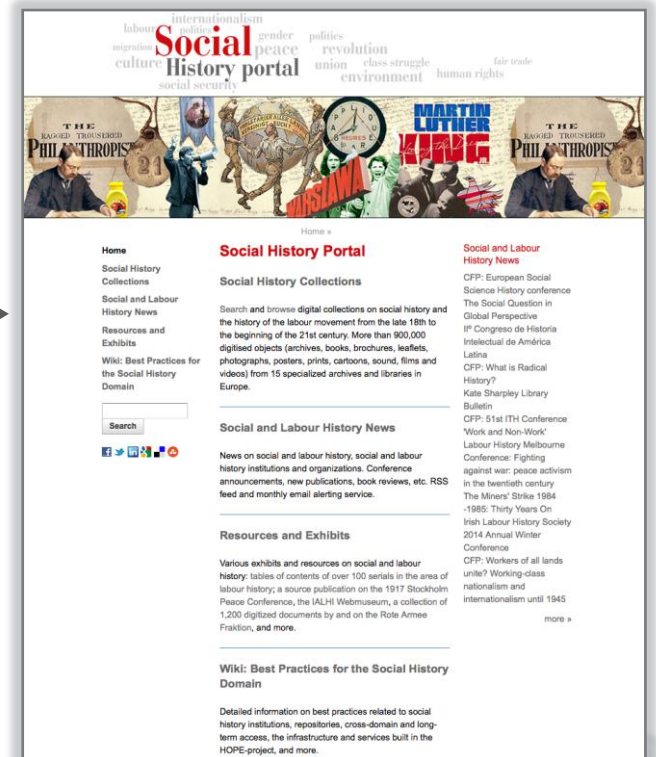 internationalism
labour politics gender politics
migration Social peace revolution
culture History portal union class struggle fair trade
social security environment human rights
THE
RAGGED TROUSERED
PHILANTHROPIST
HEURES
WARSLAWA
MARTIN
LUTHER
KING JR.
THE
RAGGED TROUSERED
PHILANTHROPIST
Home »
Home
Social History
Collections
Social and Labour
History News
Resources and
Exhibits
Wiki: Best Practices for
the Social History
Domain
Search
Social History Portal
Social History Collections
Search and browse digital collections on social history and
the history of the labour movement from the late 18th to
the beginning of the 21st century. More than 900,000
digitised objects (archives, books, brochures, leaflets,
photographs, posters, prints, cartoons, sound, films and
videos) from 15 specialized archives and libraries in
Europe.
Social and Labour History News
News on social and labour history, social and labour
history institutions and organizations. Conference
announcements, new publications, book reviews, etc. RSS
feed and monthly email alerting service.
Resources and Exhibits
Various exhibits and resources on social and labour
history: tables of contents of over 100 serials in the area of
labour history; a source publication on the 1917 Stockholm
Peace Conference, the IALHI Webmuseum, a collection of
1,200 digitized documents by and on the Rote Armee
Fraktion, and more.
Wiki: Best Practices for the Social History
Domain
Detailed information on best practices related to social
history institutions, repositories, cross-domain and long-
term access, the infrastructure and services built in the
HOPE-project, and more.
Social and Labour
History News
CFP: European Social
Science History conference
The Social Question in
Global Perspective
IIº Congreso de Historia
Intelectual de América
Latina
CFP: What is Radical
History?
Kate Sharpley Library
Bulletin
CFP: 51st ITH Conference
'Work and Non-Work'
Labour History Melbourne
Conference: Fighting
against war: peace activism
in the twentieth century
The Miners' Strike 1984
-1985: Thirty Years On
Irish Labour History Society
2014 Annual Winter
Conference
CFP: Workers of all lands
unite? Working-class
nationalism and
internationalism until 1945
more »